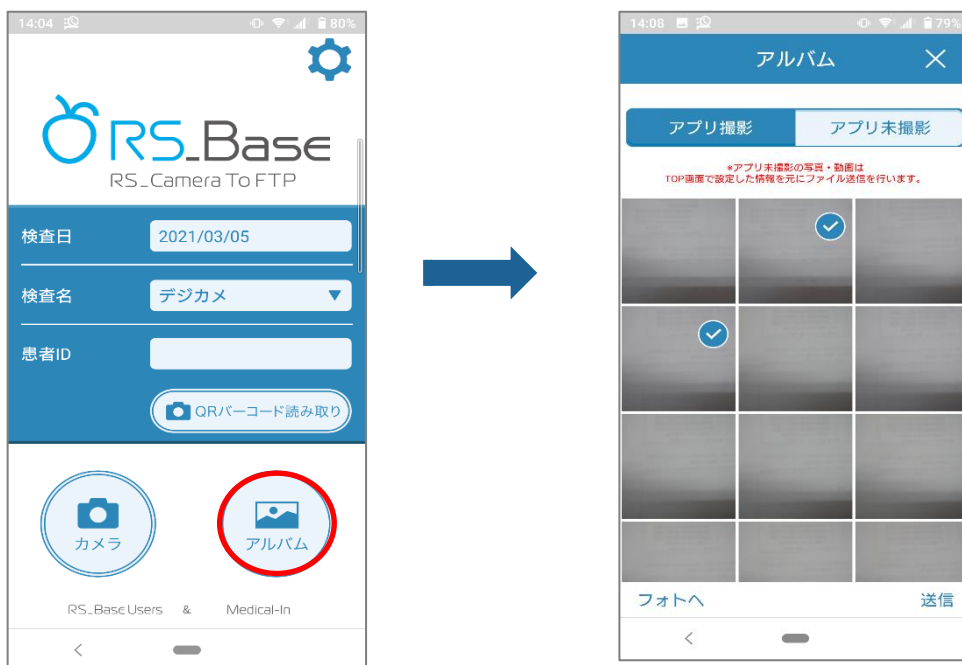 14:04
80%
RS_Base
RS_Camera To FTP
検査日
2021/03/05
検査名
デジカメ
患者ID
QRバーコード読み取り
カメラ
アルバム
RS_Base Users & Medical-In
14:08
79%
アルバム
アプリ撮影
アプリ未撮影
*アプリ未撮影の写真・動画は
TOP画面で設定した情報を元にファイル送信を行います。
フォトへ
送信